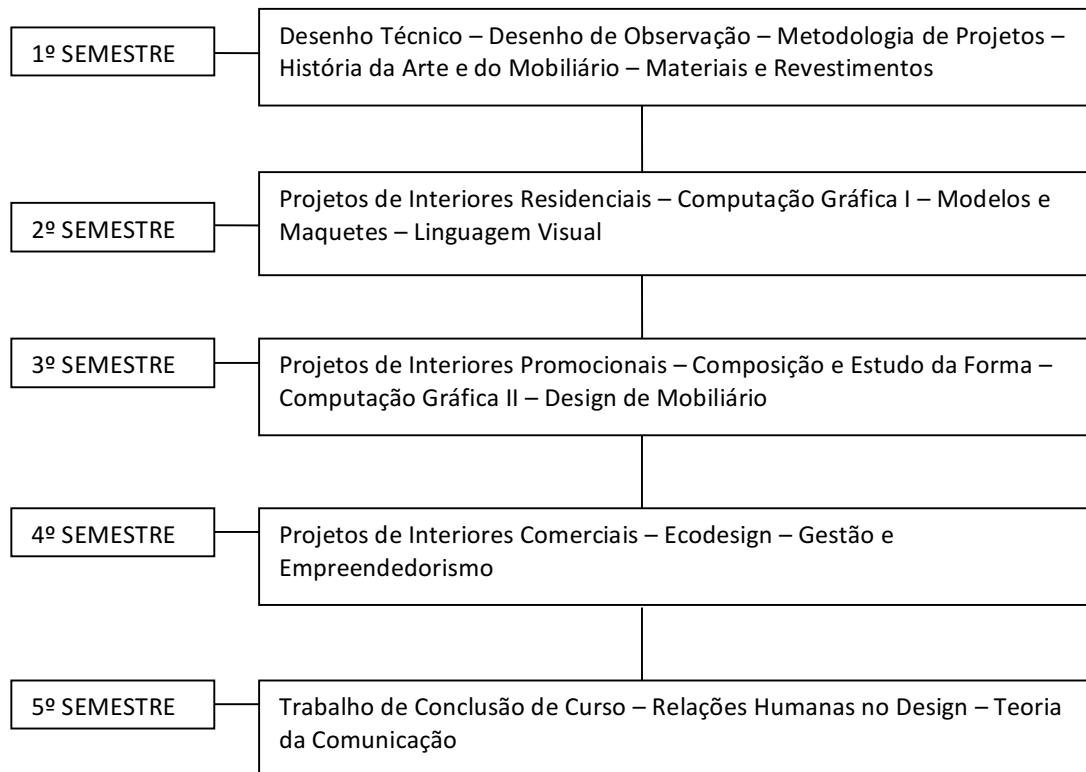 1º SEMESTRE
Desenho Técnico – Desenho de Observação – Metodologia de Projetos –
História da Arte e do Mobiliário – Materiais e Revestimentos
2º SEMESTRE
Projetos de Interiores Residenciais – Computação Gráfica I – Modelos e
Maquetes – Linguagem Visual
3º SEMESTRE
Projetos de Interiores Promocionais – Composição e Estudo da Forma –
Computação Gráfica II – Design de Mobiliário
4º SEMESTRE
Projetos de Interiores Comerciais – Ecodesign – Gestão e
Empreendedorismo
5º SEMESTRE
Trabalho de Conclusão de Curso – Relações Humanas no Design – Teoria
da Comunicação